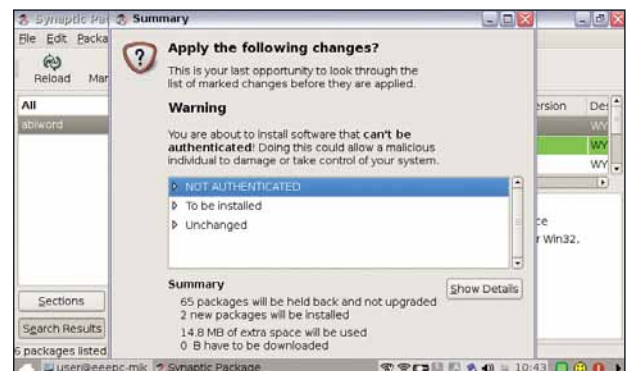 Synaptic Pa
Summary
File Edit Packa
Reload Mar
All
abiword
Apply the following changes?
This is your last opportunity to look through the
list of marked changes before they are applied.
Warning
You are about to install software that can't be
authenticated! Doing this could allow a malicious
individual to damage or take control of your system.
NOT AUTHENTICATED
To be installed
Unchanged
Summary
65 packages will be held back and not upgraded
2 new packages will be installed
14.8 MB of extra space will be used
0 B have to be downloaded
Show Details
ersion Des
WY
WY
WY
ce
r Win32,
Sections
Search Results
6 packages listed,
user@eeepc-mik
Synaptic Package
10:43